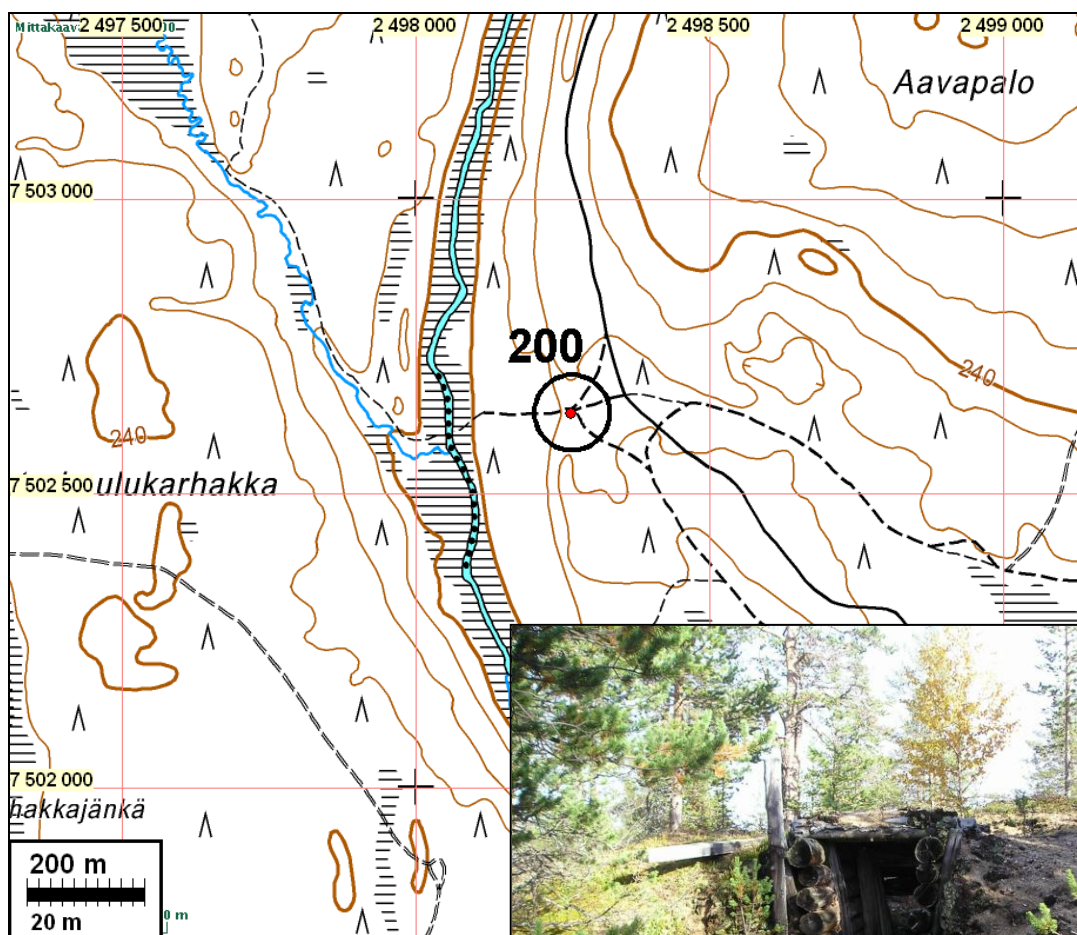 Mittakaava
2 497 500
2 498 000
2 498 500
2 499 000
Aavapalo
7 503 000
200
240
240
ulukarhakka
7 502 500
7 502 000
hakkajänkä
200 m
20 m
0 m